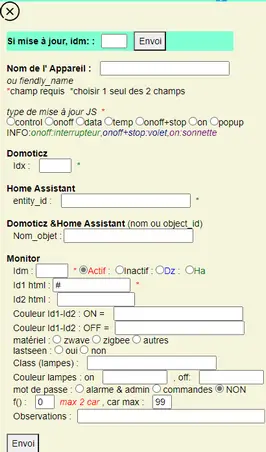 Si mise à jour, idm: : Envoi
Nom de l' Appareil :
ou fiendly_name
*champ requis *choisir 1 seul des 2 champs
type de mise à jour JS *
control onoff data temp onoff+stop on popup
INFO:onoff:interrupteur,onoff+stop:volet,on:sonnette
Domoticz
Idx : *
Home Assistant
entity_id : *
Domoticz &Home Assistant (nom ou object_id)
Nom_objet :
Monitor
Idm : * Actif : Inactif : Dz : Ha
Id1 html : # *
Id2 html :
Couleur Id1-Id2 : ON =
Couleur Id1-Id2 : OFF =
matériel : zwave zigbee autres
lastseen : oui non
Class (lampes) :
Couleur lampes : on , off:
mot de passe : alarme & admin commandes NON
f() : 0 max 2 car , car max : 99
Observations :
Envoi